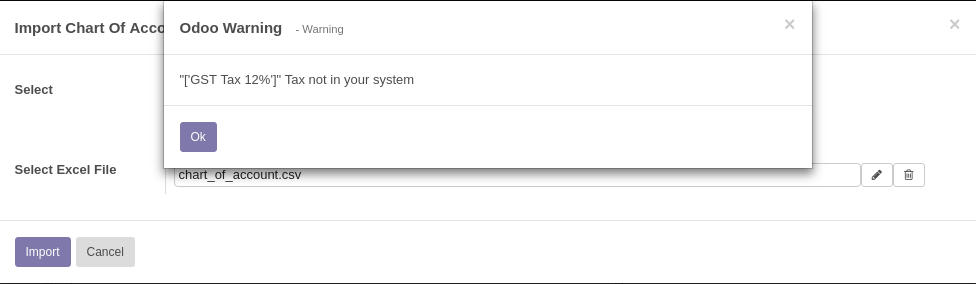 Import Chart Of Acco
Odoo Warning - Warning ×
×
"['GST Tax 12%']" Tax not in your system
Select
Ok
Select Excel File
chart_of_account.csv
Import Cancel